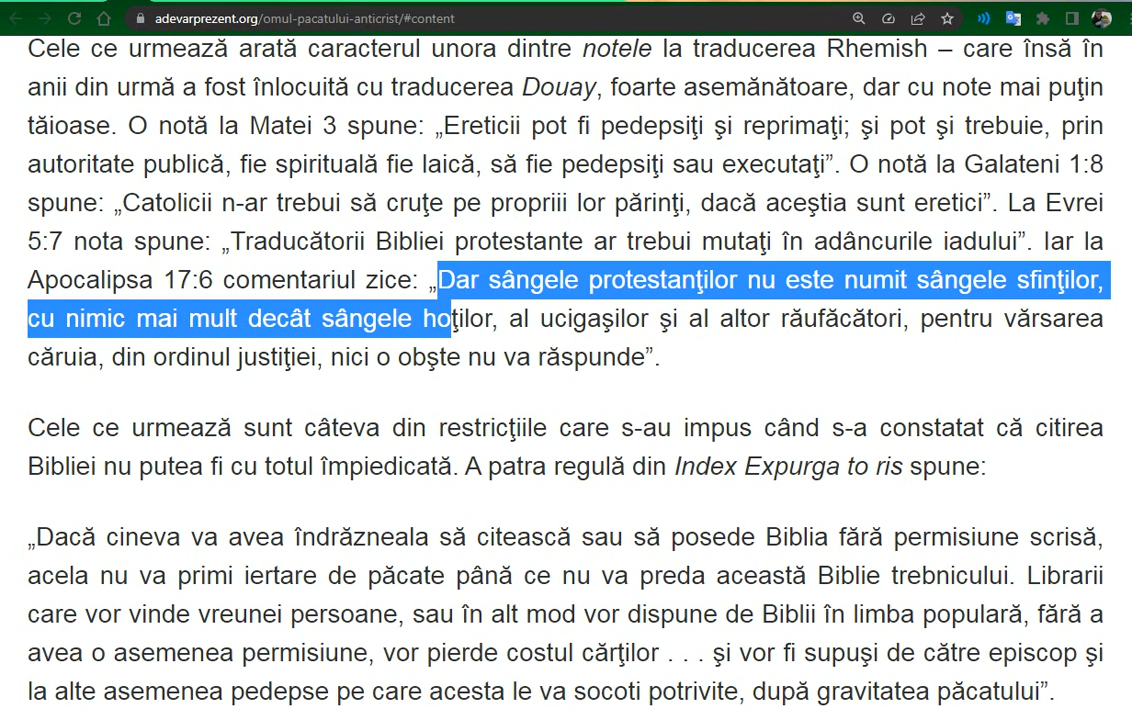 adevarprezent.org/omul-pacatului-anticrist/#content
Cele ce urmează arată caracterul unora dintre notele la traducerea Rhemish – care însă în
anii din urmă a fost înlocuită cu traducerea Douay, foarte asemănătoare, dar cu note mai puţin
tăioase. O notă la Matei 3 spune: „Ereticii pot fi pedepsiţi şi reprimaţi; şi pot şi trebuie, prin
autoritate publică, fie spirituală fie laică, să fie pedepsiţi sau executaţi”. O notă la Galateni 1:8
spune: „Catolicii n-ar trebui să cruţe pe propriii lor părinţi, dacă aceştia sunt eretici”. La Evrei
5:7 nota spune: „Traducătorii Bibliei protestante ar trebui mutaţi în adâncurile iadului”. Iar la
Apocalipsa 17:6 comentariul zice: „Dar sângele protestanţilor nu este numit sângele sfinţilor,
cu nimic mai mult decât sângele hoţilor, al ucigaşilor şi al altor răufăcători, pentru vărsarea
căruia, din ordinul justiţiei, nici o obşte nu va răspunde”.
Cele ce urmează sunt câteva din restricţiile care s-au impus când s-a constatat că citirea
Bibliei nu putea fi cu totul împiedicată. A patra regulă din Index Expurga to ris spune:
„Dacă cineva va avea îndrăzneala să citească sau să posede Biblia fără permisiune scrisă,
acela nu va primi iertare de păcate până ce nu va preda această Biblie trebnicului. Librarii
care vor vinde vreunei persoane, sau în alt mod vor dispune de Biblii în limba populară, fără a
avea o asemenea permisiune, vor pierde costul cărţilor . . . şi vor fi supuşi de către episcop şi
la alte asemenea pedepse pe care acesta le va socoti potrivite, după gravitatea păcatului”.